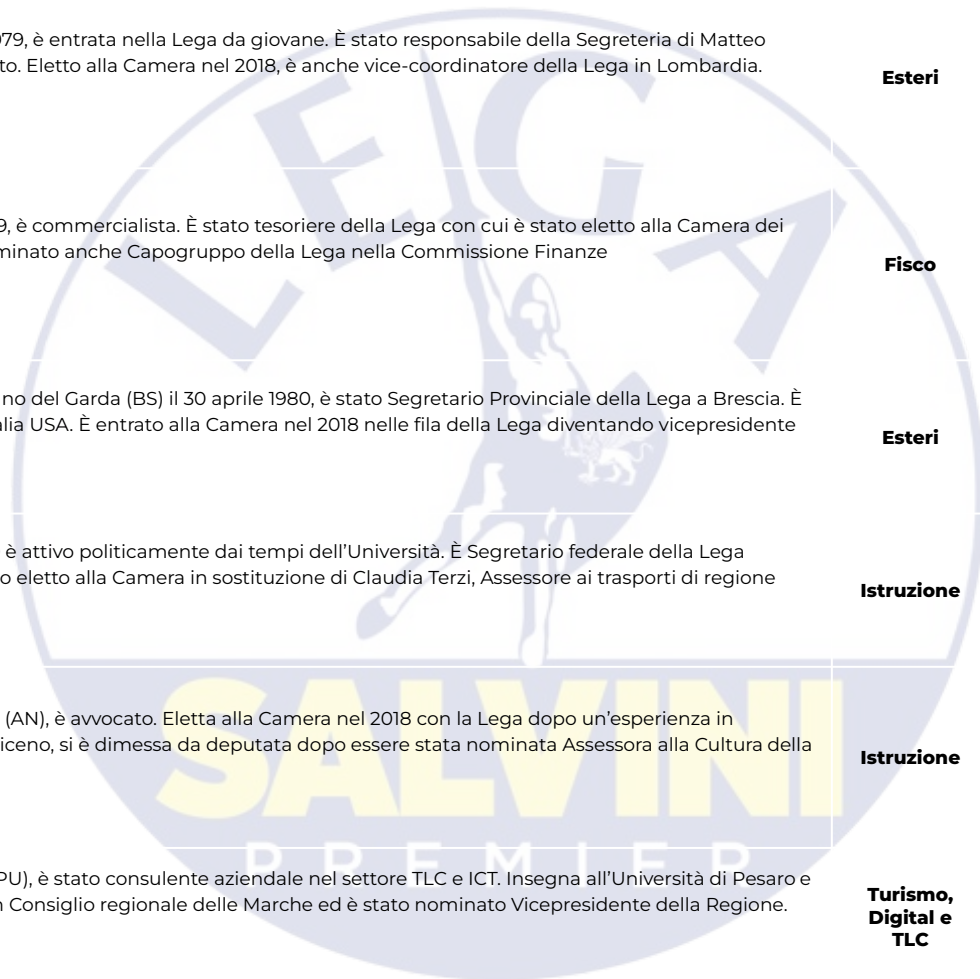 79, è entrata nella Lega da giovane. È stato responsabile della Segreteria di Matteo
to. Eletto alla Camera nel 2018, è anche vice-coordinatore della Lega in Lombardia.
Esteri
9, è commercialista. È stato tesoriere della Lega con cui è stato eletto alla Camera dei
minato anche Capogruppo della Lega nella Commissione Finanze
Fisco
no del Garda (BS) il 30 aprile 1980, è stato Segretario Provinciale della Lega a Brescia. È
alia USA. È entrato alla Camera nel 2018 nelle fila della Lega diventando vicepresidente
Esteri
è attivo politicamente dai tempi dell'Università. È Segretario federale della Lega
o eletto alla Camera in sostituzione di Claudia Terzi, Assessore ai trasporti di regione
Istruzione
(AN), è avvocato. Eletta alla Camera nel 2018 con la Lega dopo un'esperienza in
iceno, si è dimessa da deputata dopo essere stata nominata Assessora alla Cultura della
Istruzione
PU), è stato consulente aziendale nel settore TLC e ICT. Insegna all'Università di Pesaro e
n Consiglio regionale delle Marche ed è stato nominato Vicepresidente della Regione.
Turismo,
Digital e
TLC
LEGA
SALVINI
PREMIER